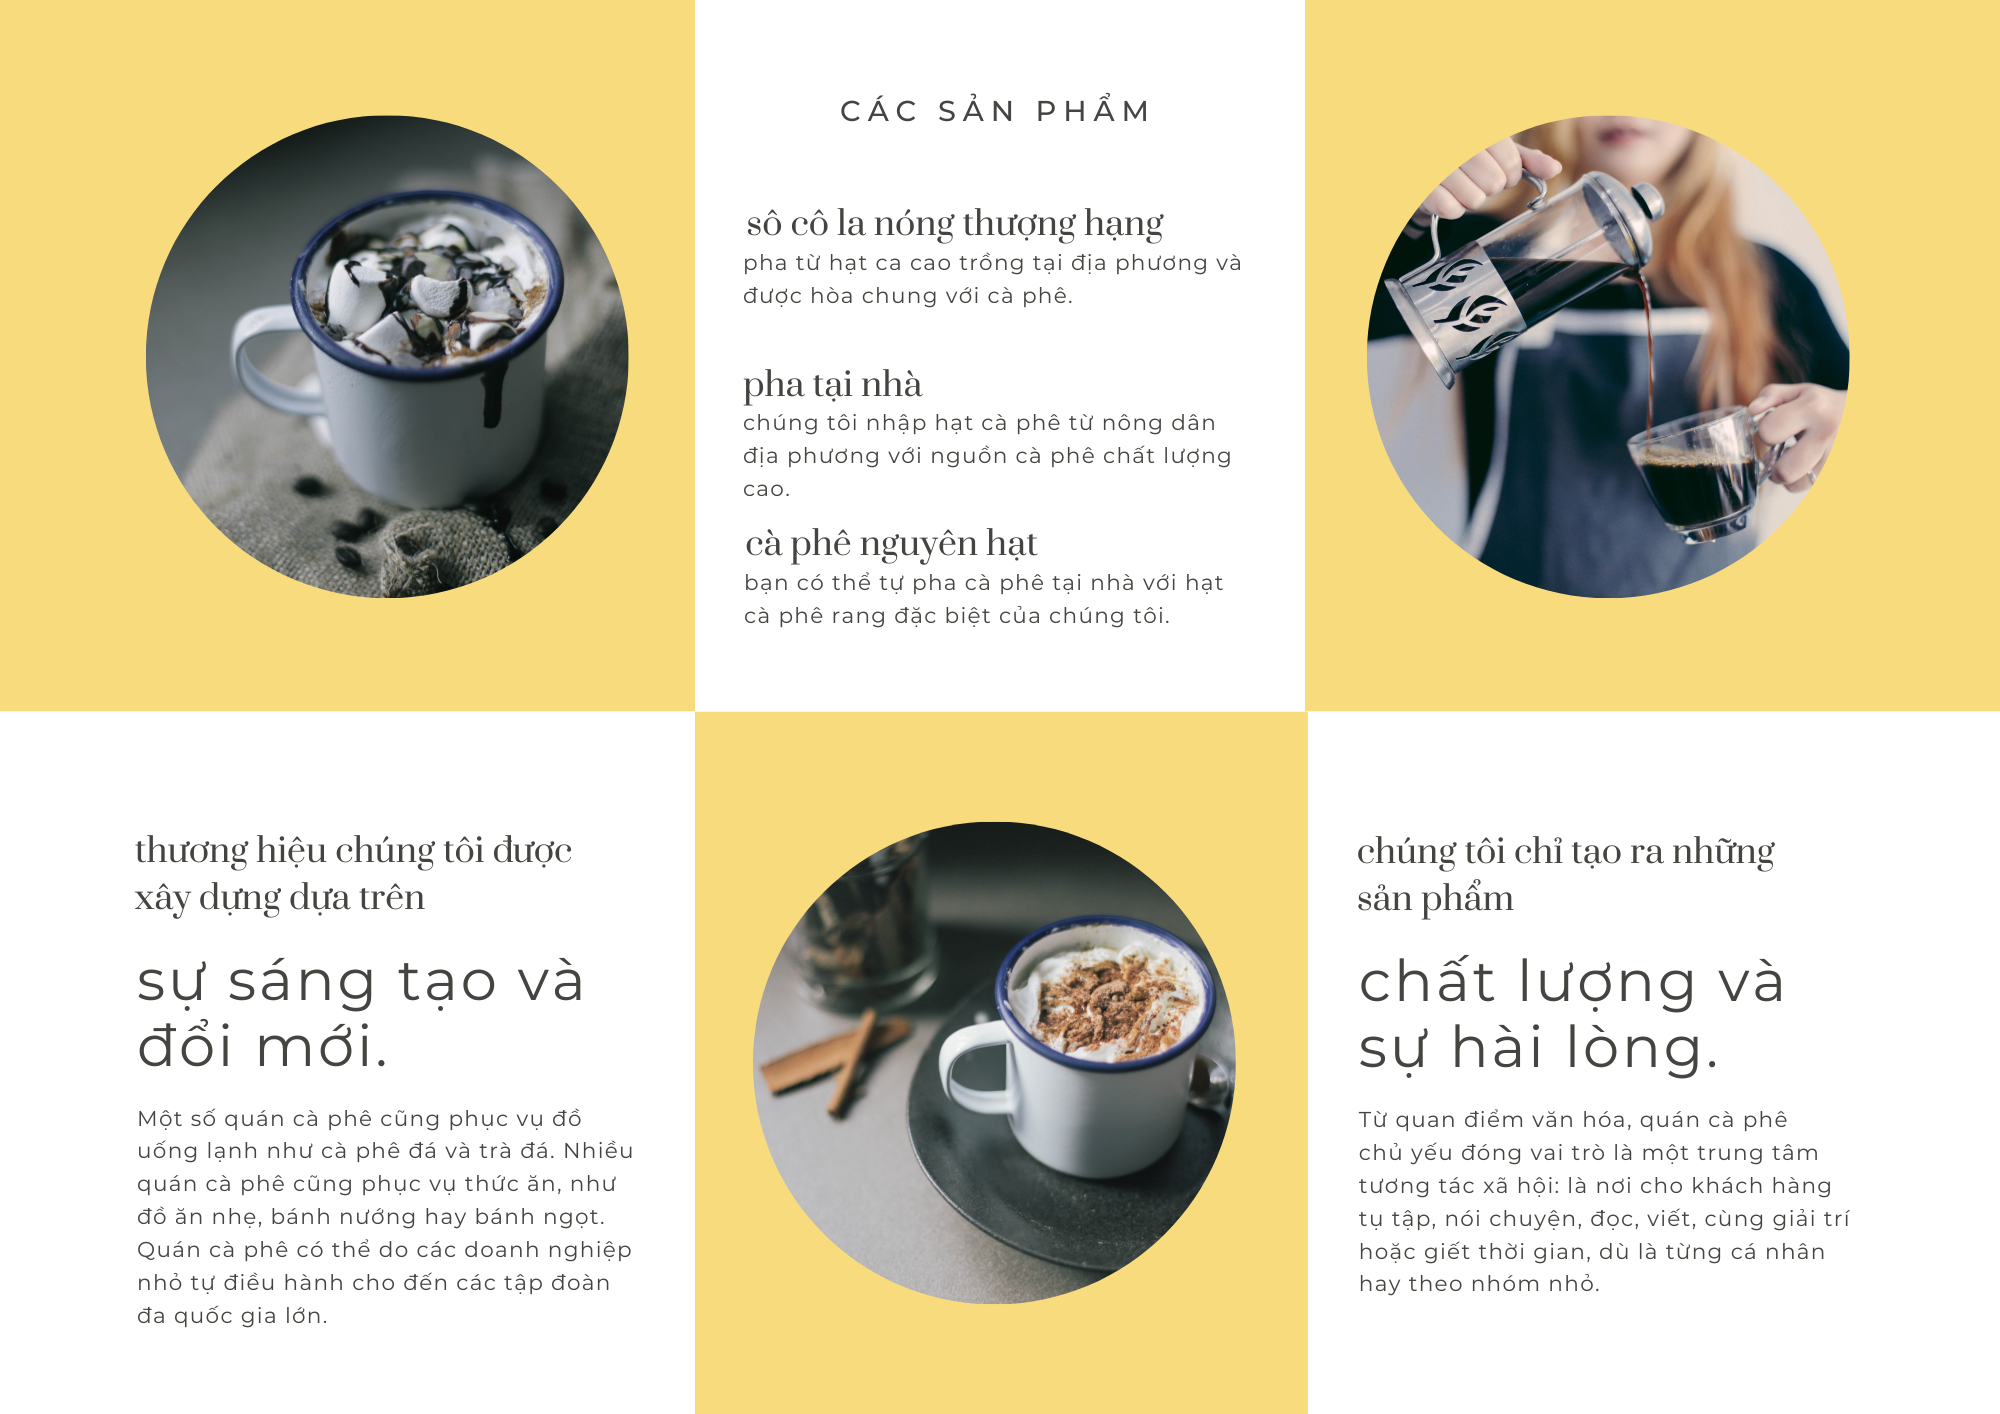 CÁC SẢN PHẨM
sô cô la nóng thượng hạng
pha từ hạt ca cao trồng tại địa phương và
được hòa chung với cà phê.
pha tại nhà
chúng tôi nhập hạt cà phê từ nông dân
địa phương với nguồn cà phê chất lượng
cao.
cà phê nguyên hạt
bạn có thể tự pha cà phê tại nhà với hạt
cà phê rang đặc biệt của chúng tôi.
thương hiệu chúng tôi được
xây dựng dựa trên
sự sáng tạo và
đổi mới.
Một số quán cà phê cũng phục vụ đồ
uống lạnh như cà phê đá và trà đá. Nhiều
quán cà phê cũng phục vụ thức ăn, như
đồ ăn nhẹ, bánh nướng hay bánh ngọt.
Quán cà phê có thể do các doanh nghiệp
nhỏ tự điều hành cho đến các tập đoàn
đa quốc gia lớn.
chúng tôi chỉ tạo ra những
sản phẩm
chất lượng và
sự hài lòng.
Từ quan điểm văn hóa, quán cà phê
chủ yếu đóng vai trò là một trung tâm
tương tác xã hội: là nơi cho khách hàng
tụ tập, nói chuyện, đọc, viết, cùng giải trí
hoặc giết thời gian, dù là từng cá nhân
hay theo nhóm nhỏ.